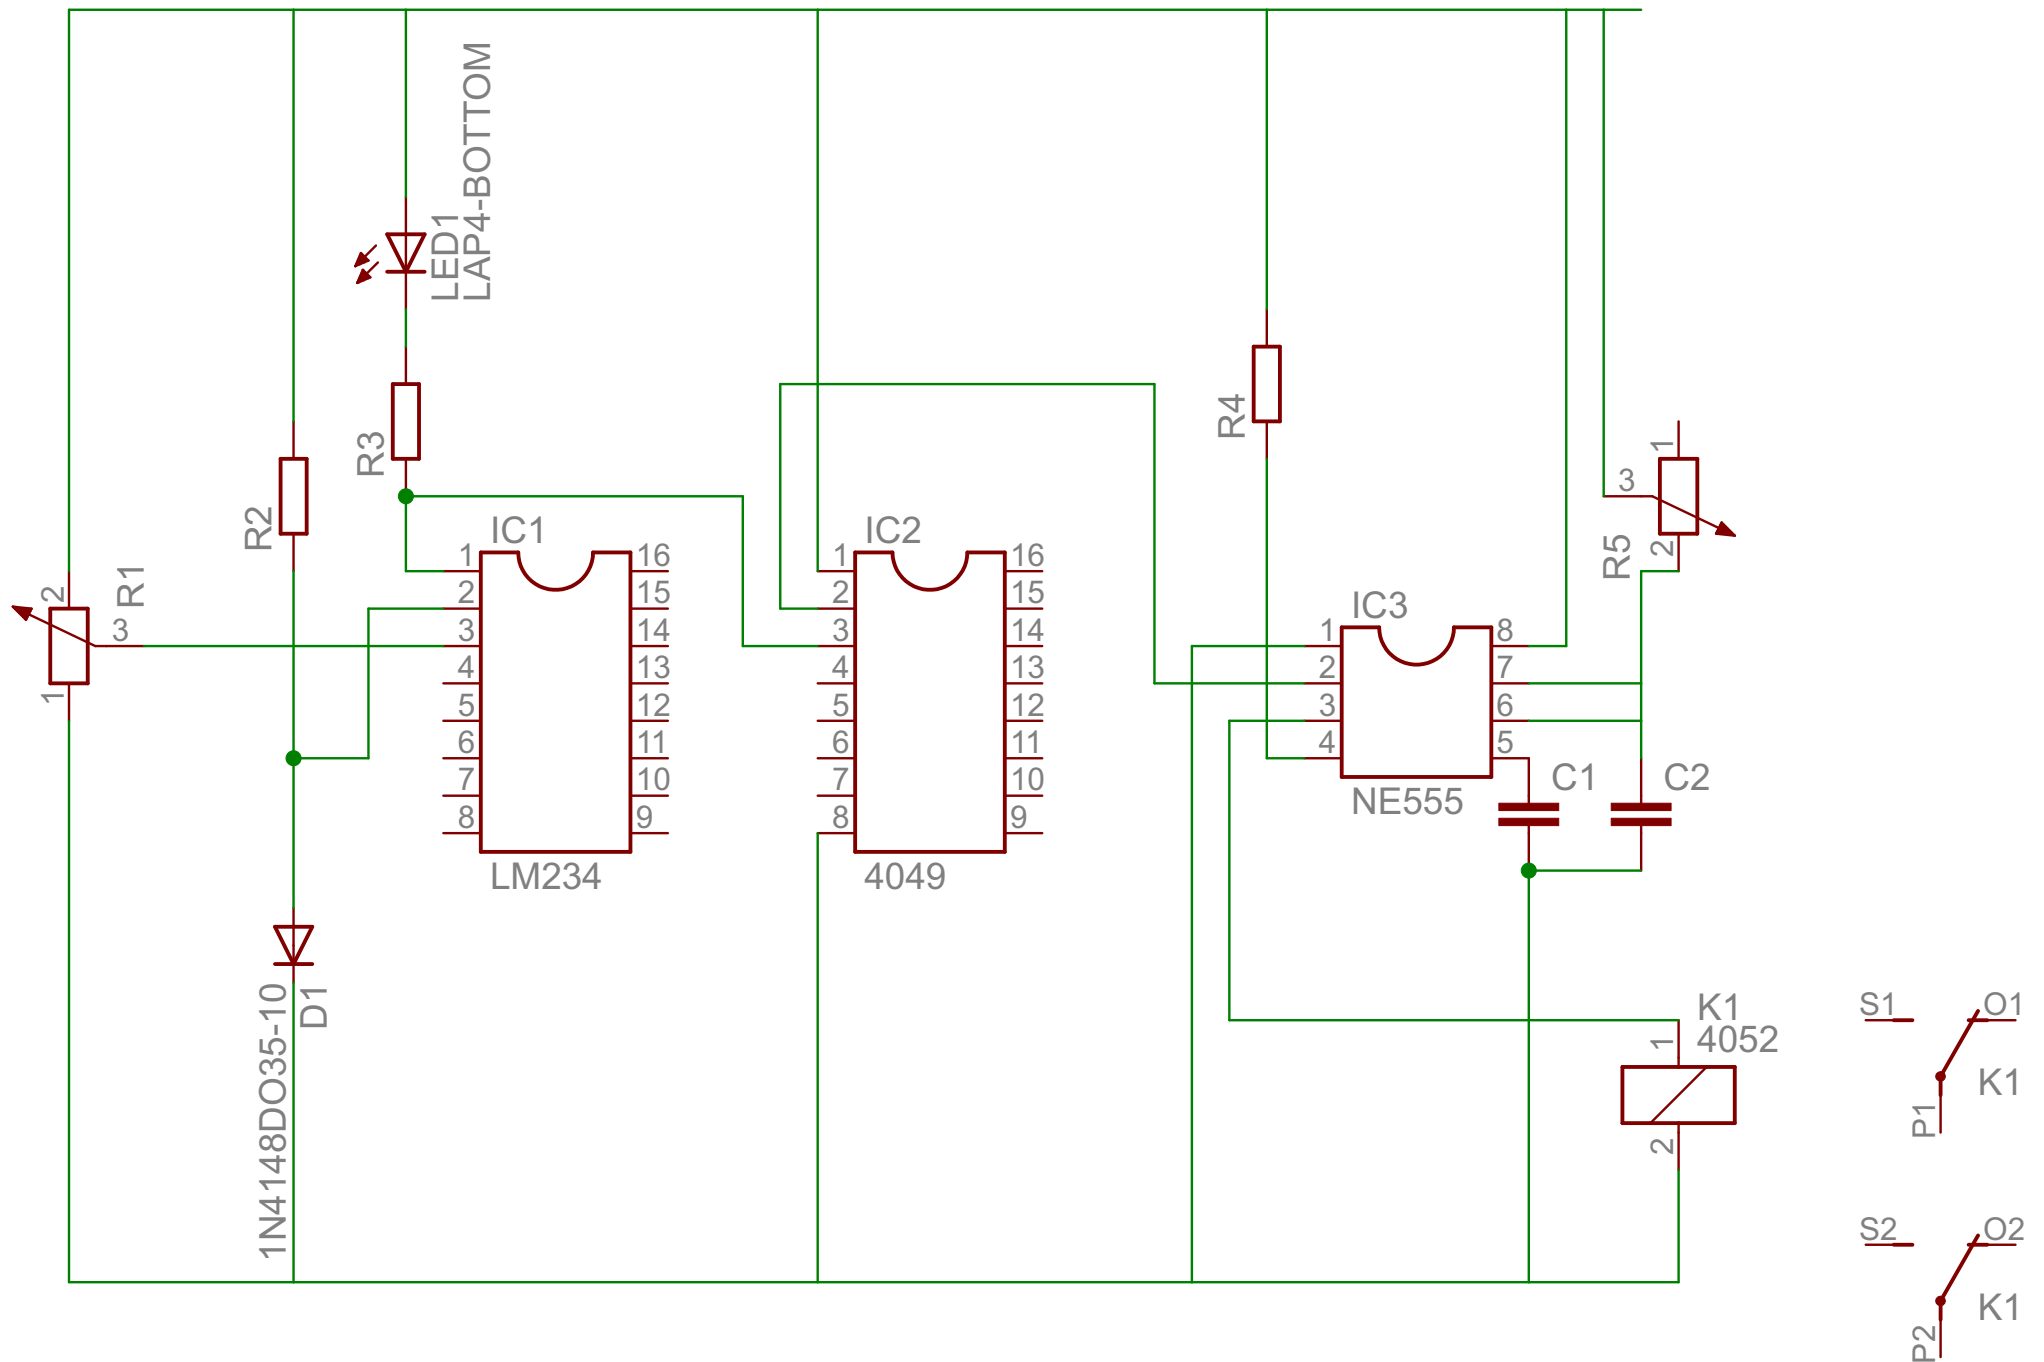 LED1
LAP4-BOTTOM
R3
R2
R4
R1
2
3
1
IC1
1
2
3
4
5
6
7
8
16
15
14
13
12
11
10
9
LM234
IC2
1
2
3
4
5
6
7
8
16
15
14
13
12
11
10
9
4049
IC3
1
2
3
4
8
7
6
5
NE555
R5
1
3
2
C1
C2
1N4148DO35-10
D1
K1
4052
1
2
S1
O1
K1
P1
S2
O2
K1
P2